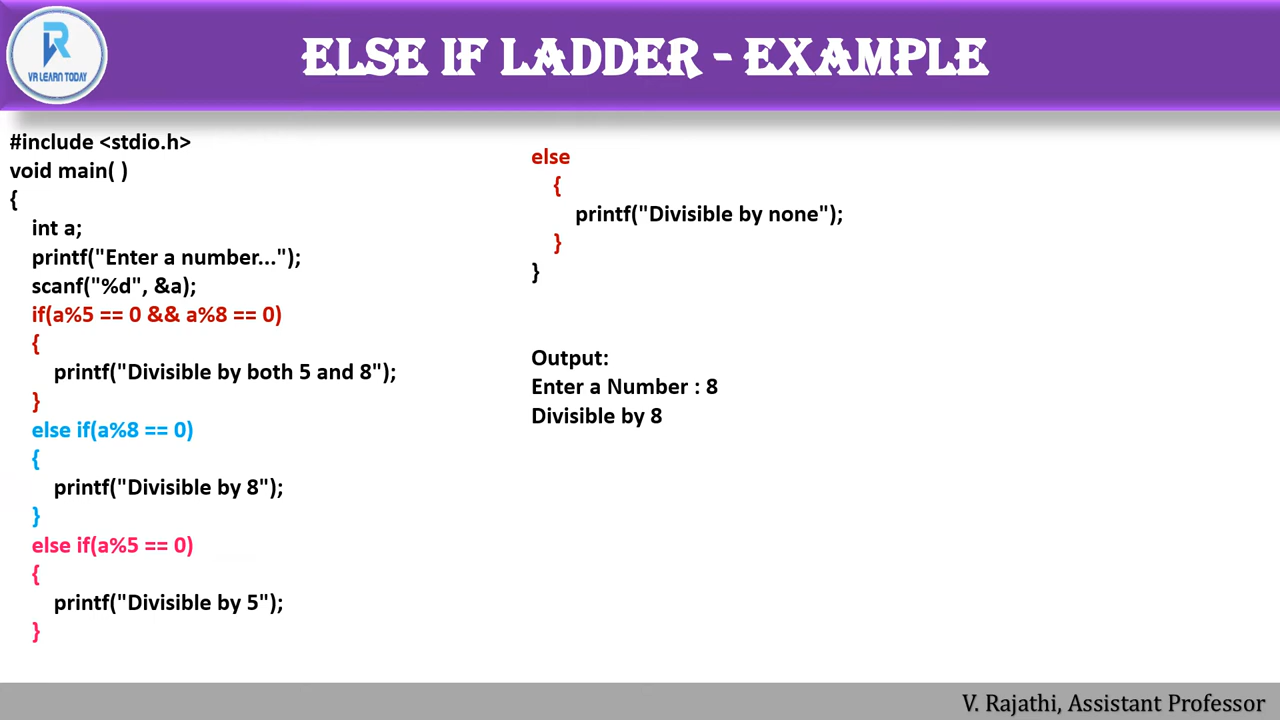 VR LEARN TODAY
ELSE IF LADDER - EXAMPLE
#include <stdio.h>
void main( )
{
int a;
printf("Enter a number...");
scanf("%d", &a);
if(a%5 == 0 && a%8 == 0)
{
printf("Divisible by both 5 and 8");
}
else if(a%8 == 0)
{
printf("Divisible by 8");
}
else if(a%5 == 0)
{
printf("Divisible by 5");
}
else
{
printf("Divisible by none");
}
}
Output:
Enter a Number : 8
Divisible by 8
V. Rajathi, Assistant Professor